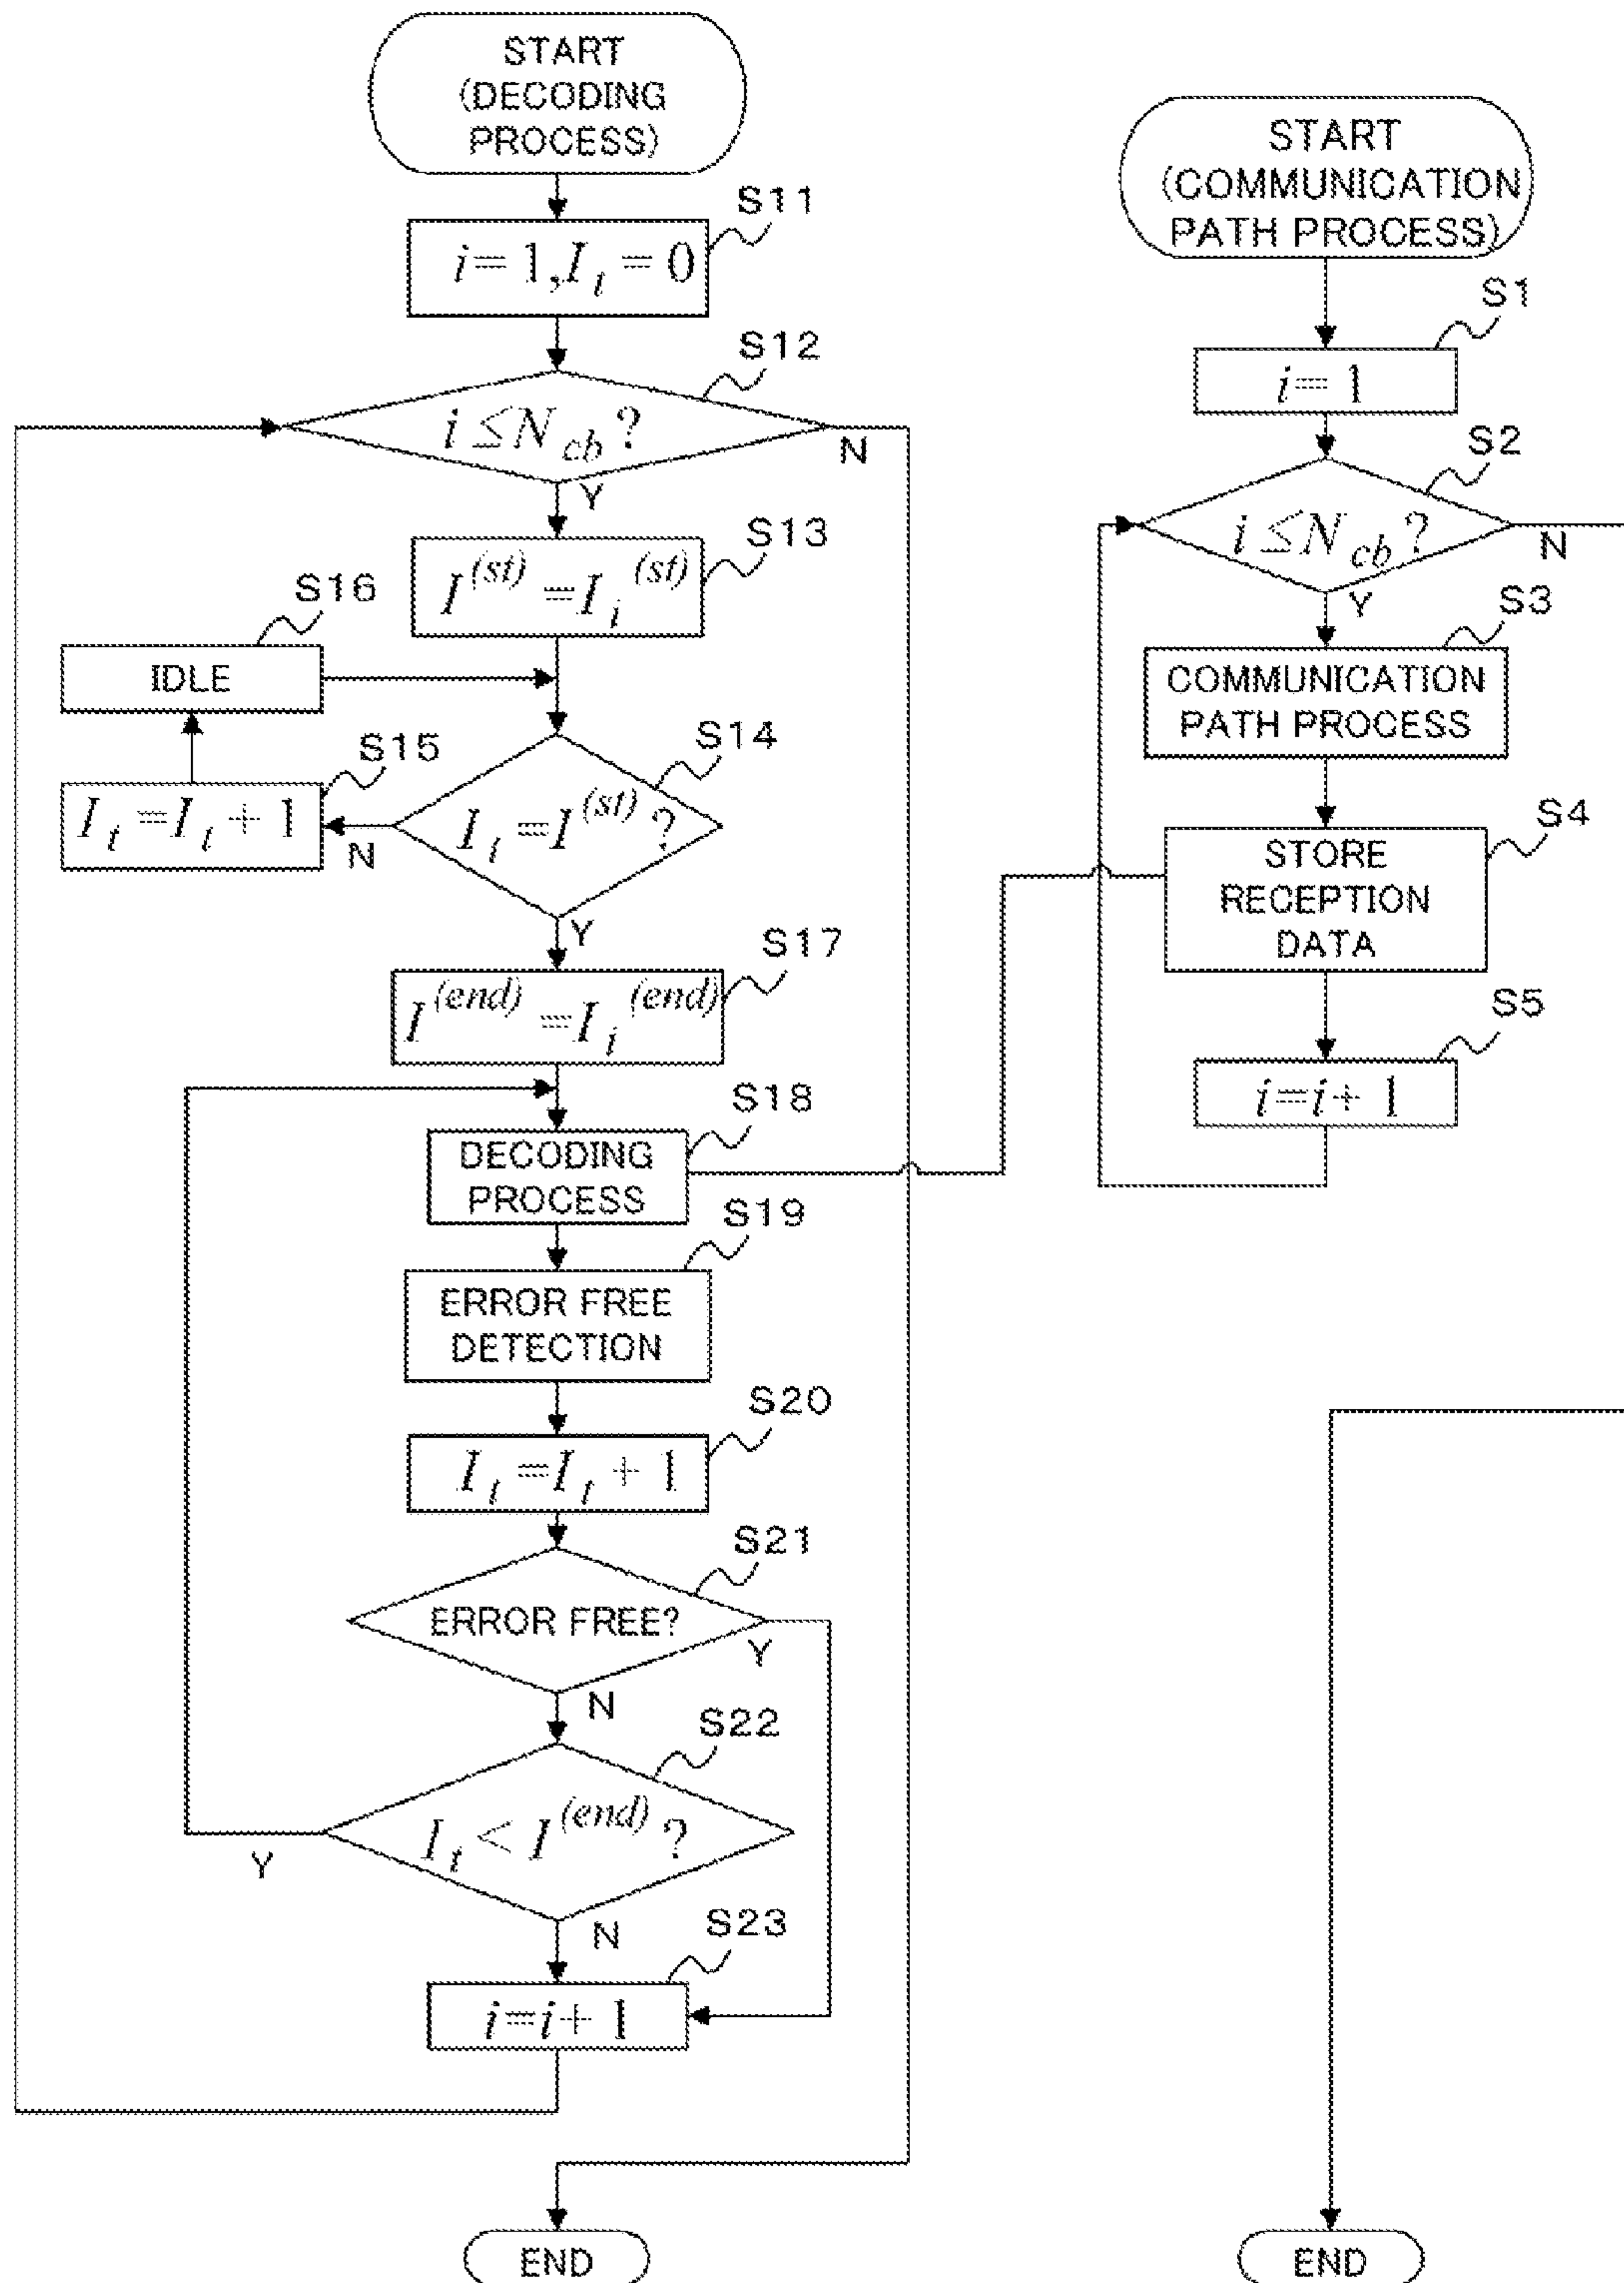 START
(DECODING
PROCESS)
S11
i=1,I_t=0
S12
i≤N_cb?
N
Y
S13
I^(st)=I_i^(st)
S16
IDLE
S15
I_t=I_t+1
S14
I_t=I^(st)?
N
Y
S17
I^(end)=I_i^(end)
S18
DECODING
PROCESS
S19
ERROR FREE
DETECTION
S20
I_t=I_t+1
S21
ERROR FREE?
Y
N
S22
I_t<I^(end)?
Y
N
S23
i=i+1
END
START
(COMMUNICATION
PATH PROCESS)
S1
i=1
S2
i≤N_cb?
N
Y
S3
COMMUNICATION
PATH PROCESS
S4
STORE
RECEPTION
DATA
S5
i=i+1
END